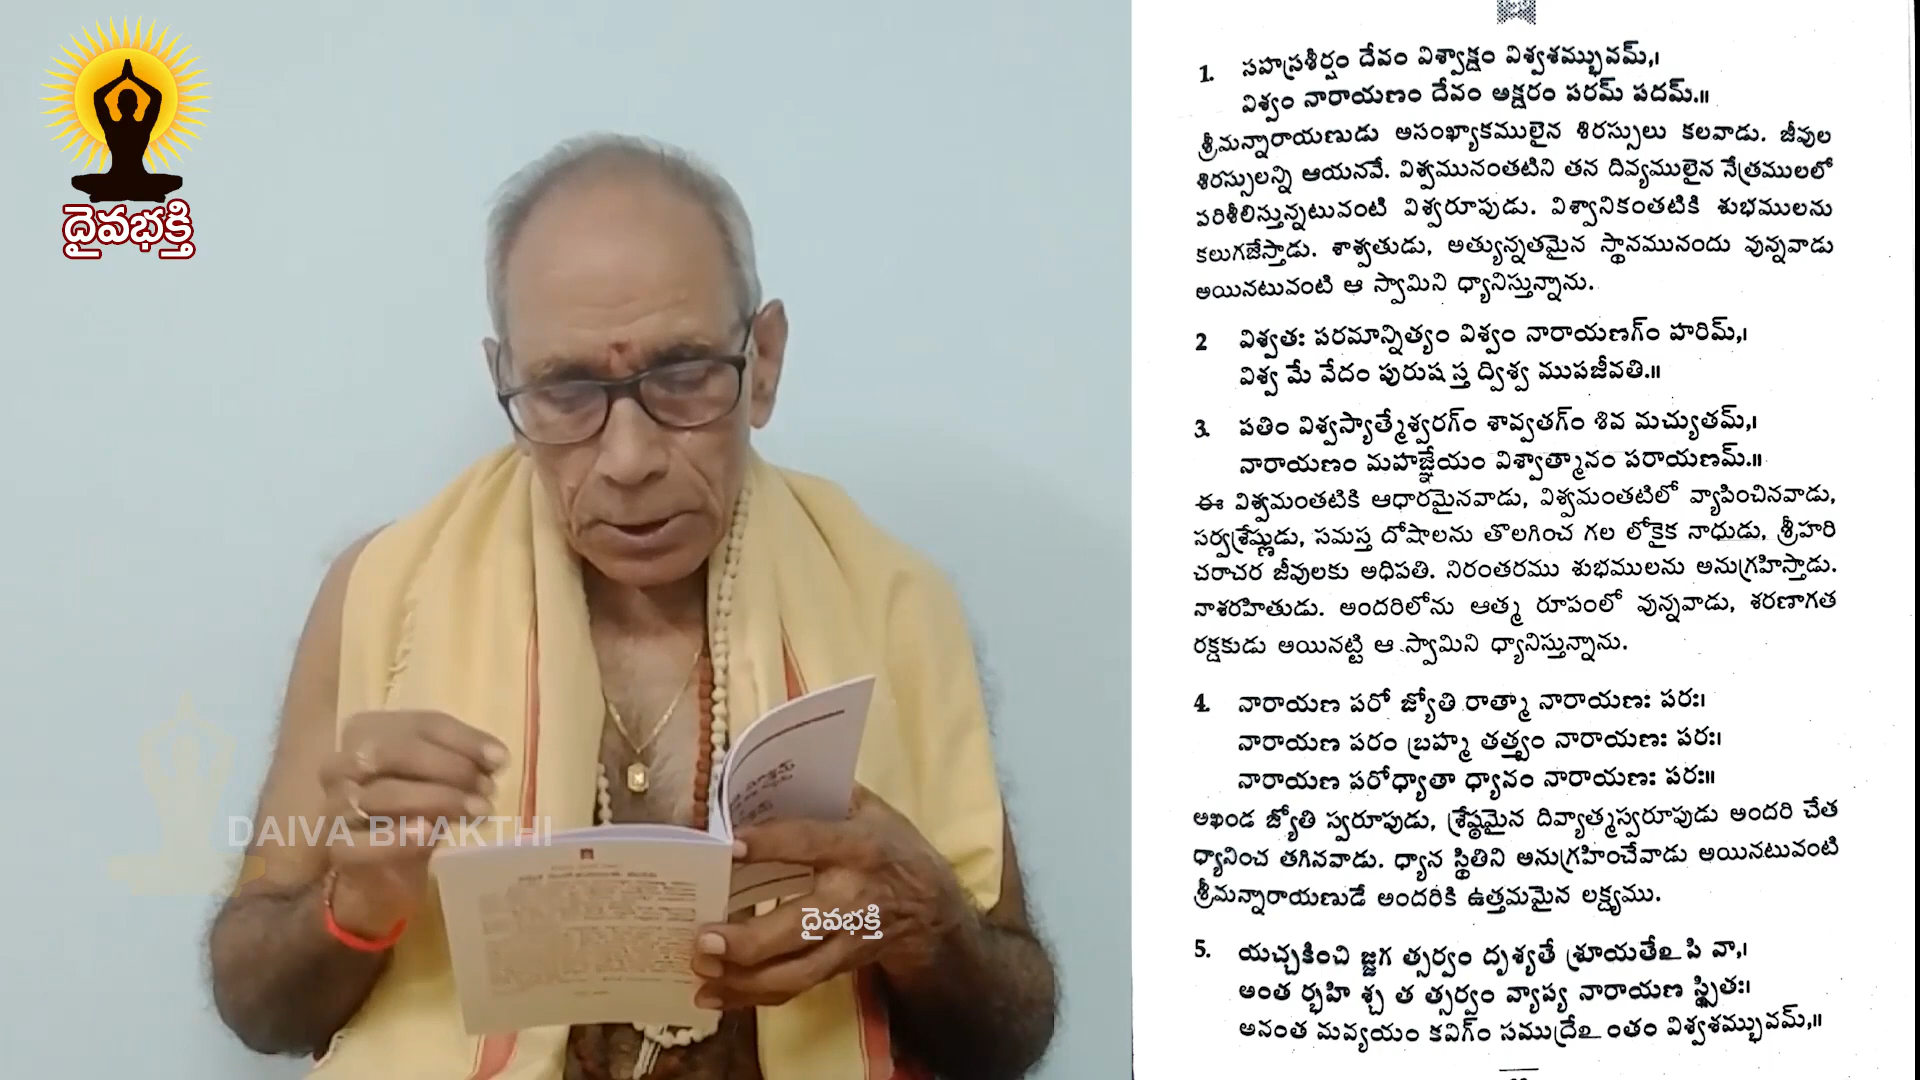 దైవభక్తి
1. సహస్రశీర్షం దేవం విశ్వాక్షం విశ్వశమ్భువమ్,।
విశ్వం నారాయణం దేవం అక్షరం పరమ్ పదమ్.॥
శ్రీమన్నారాయణుడు అసంఖ్యాకములైన శిరస్సులు కలవాడు. జీవుల
శిరస్సులన్ని ఆయనవే. విశ్వమునంతటిని తన దివ్యములైన నేత్రములలో
పరిశీలిస్తున్నటువంటి విశ్వరూపుడు. విశ్వానికంతటికి శుభములను
కలుగజేస్తాడు. శాశ్వతుడు, అత్యున్నతమైన స్థానమునందు వున్నవాడు
అయినటువంటి ఆ స్వామిని ధ్యానిస్తున్నాను.
2 విశ్వతః పరమాన్నిత్యం విశ్వం నారాయణగ్ం హరిమ్,।
విశ్వ మే వేదం పురుష స్త ద్విశ్వ ముపజీవతి.॥
3. పతిం విశ్వస్యాత్మేశ్వరగ్ం శావ్వతగ్ం శివ మచ్యుతమ్,।
నారాయణం మహజ్ఞేయం విశ్వాత్మానం పరాయణమ్.॥
ఈ విశ్వమంతటికి ఆధారమైనవాడు, విశ్వమంతటిలో వ్యాపించినవాడు,
సర్వశ్రేష్ణుడు, సమస్త దోషాలను తొలగించ గల లోకైక నాధుడు, శ్రీహరి
చరాచర జీవులకు అధిపతి. నిరంతరము శుభములను అనుగ్రహిస్తాడు.
నాశరహితుడు. అందరిలోను ఆత్మ రూపంలో వున్నవాడు, శరణాగత
రక్షకుడు అయినట్టి ఆ స్వామిని ధ్యానిస్తున్నాను.
4. నారాయణ పరో జ్యోతి రాత్మా నారాయణః పరః।
నారాయణ పరం బ్రహ్మ తత్త్వం నారాయణః పరః।
నారాయణ పరోధ్యాతా ధ్యానం నారాయణః పరః॥
అఖండ జ్యోతి స్వరూపుడు, శ్రేష్ఠమైన దివ్యాత్మస్వరూపుడు అందరి చేత
ధ్యానించ తగినవాడు. ధ్యాన స్థితిని అనుగ్రహించేవాడు అయినటువంటి
శ్రీమన్నారాయణుడే అందరికి ఉత్తమమైన లక్ష్యము.
5. యచ్చకించి జ్జగ త్సర్వం దృశ్యతే శ్రూయతేఽ పి వా,।
అంత ర్భహి శ్చ త త్సర్వం వ్యాప్య నారాయణ స్థితః।
అనంత మవ్యయం కవిగ్ం సముద్రేఽ ంతం విశ్వశమ్భువమ్,॥
DAIVA BHAKTHI
దైవభక్తి